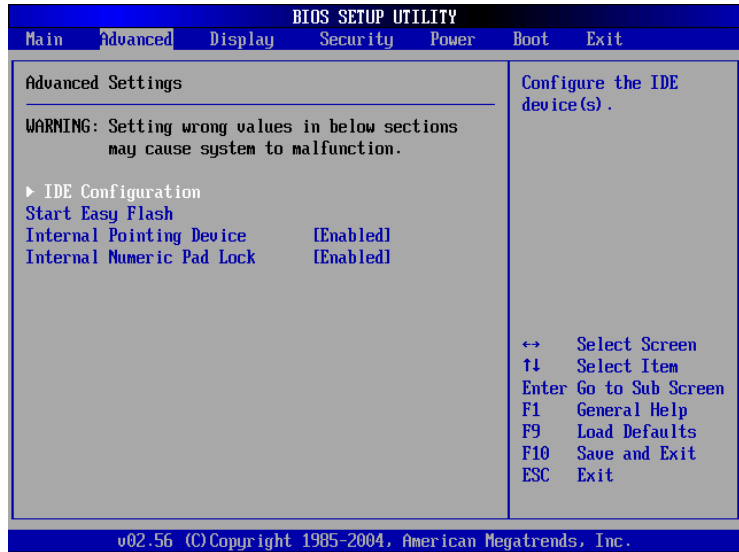 BIOS SETUP UTILITY
Main Advanced Display Security Power Boot Exit
Advanced Settings
WARNING: Setting wrong values in below sections
may cause system to malfunction.
▶ IDE Configuration
Start Easy Flash
Internal Pointing Device [Enabled]
Internal Numeric Pad Lock [Enabled]
Configure the IDE
device(s).
↔ Select Screen
↑↓ Select Item
Enter Go to Sub Screen
F1 General Help
F9 Load Defaults
F10 Save and Exit
ESC Exit
v02.56 (C)Copyright 1985-2004, American Megatrends, Inc.